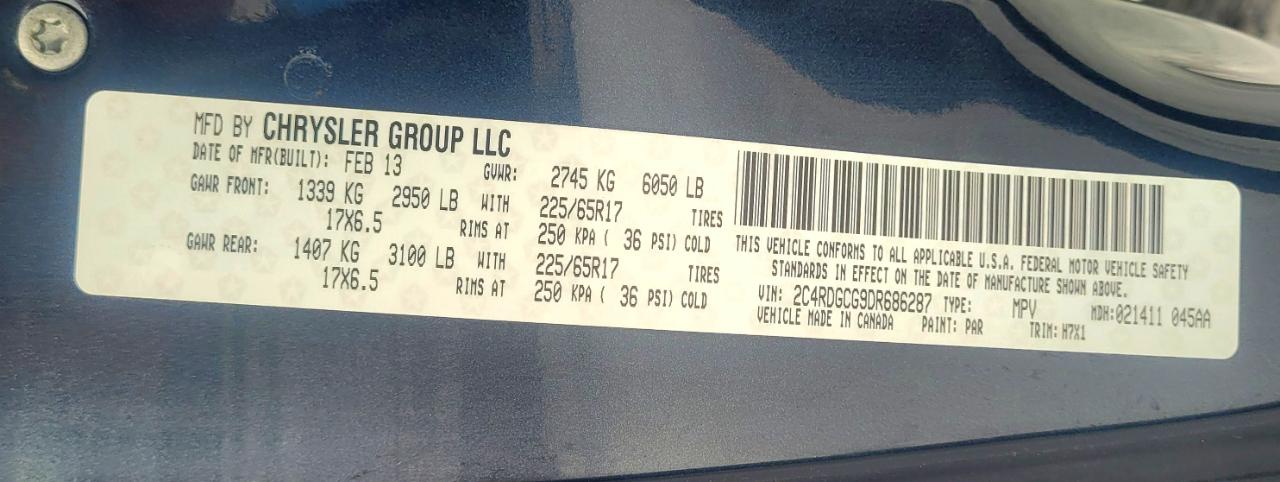 MFD BY CHRYSLER GROUP LLC
DATE OF MFR(BUILT): FEB 13 GVWR: 2745 KG 6050 LB
GAWR FRONT: 1339 KG 2950 LB WITH 225/65R17 TIRES
17X6.5 RIMS AT 250 KPA ( 36 PSI) COLD
GAWR REAR: 1407 KG 3100 LB WITH 225/65R17 TIRES
17X6.5 RIMS AT 250 KPA ( 36 PSI) COLD
THIS VEHICLE CONFORMS TO ALL APPLICABLE U.S.A. FEDERAL MOTOR VEHICLE SAFETY
STANDARDS IN EFFECT ON THE DATE OF MANUFACTURE SHOWN ABOVE.
VIN: 2C4RDGCG9DR686287 TYPE: MPV MDH:021411 045AA
VEHICLE MADE IN CANADA PAINT: PAR TRIM: H7X1